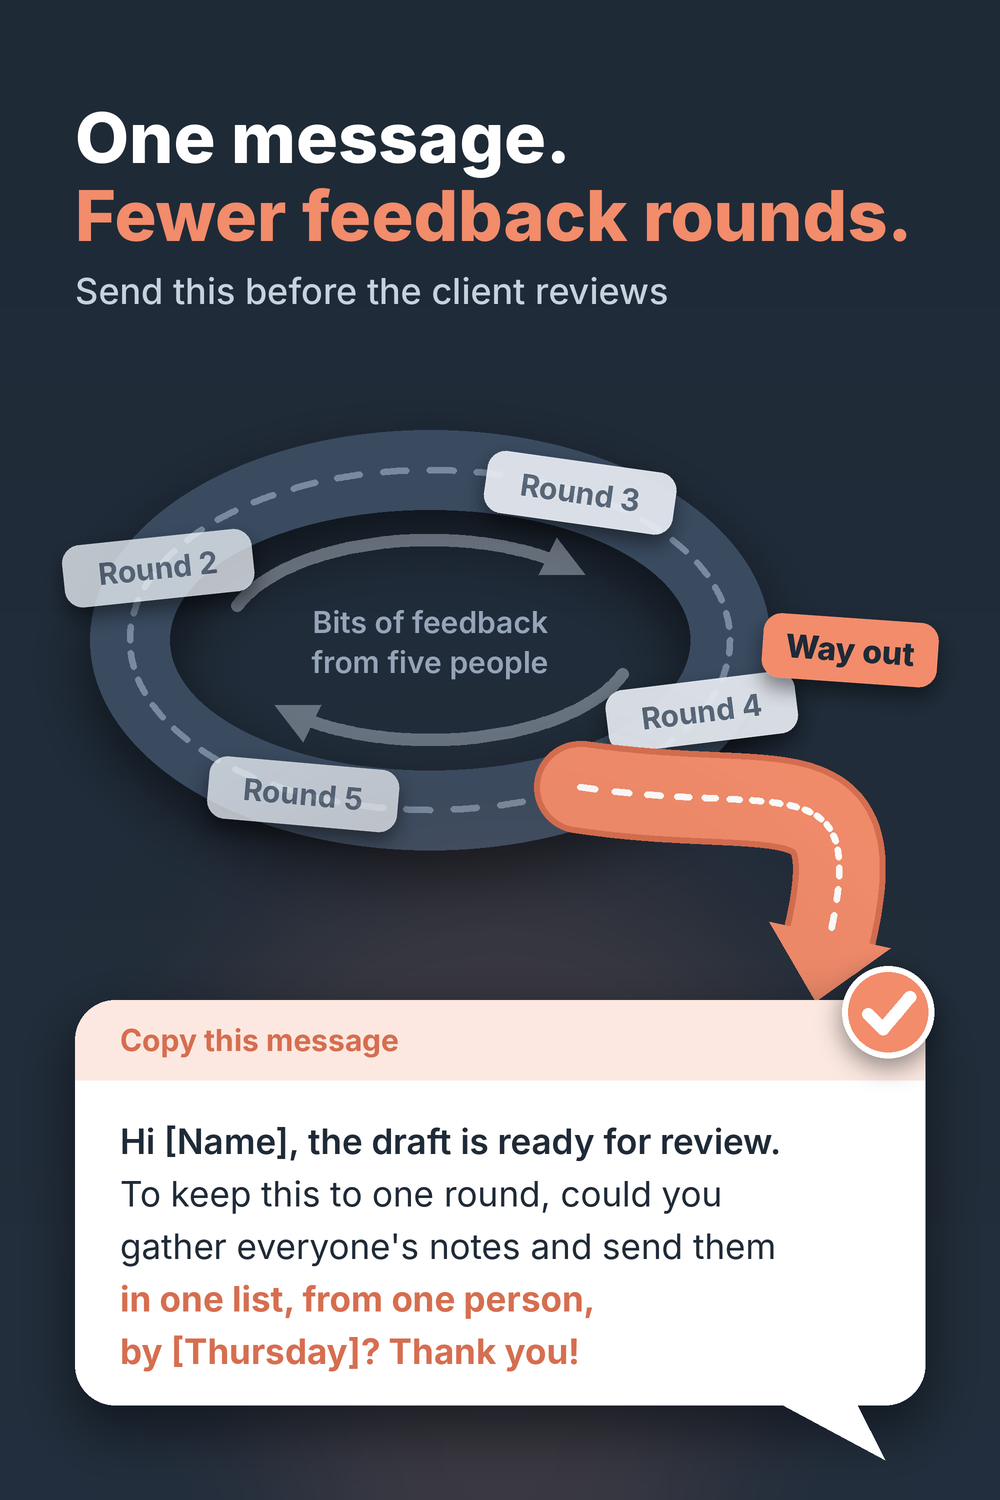 One message.
Fewer feedback rounds.
Send this before the client reviews
Round 3
Round 2
Bits of feedback
from five people
Way out
Round 4
Round 5
Copy this message
Hi [Name], the draft is ready for review.
To keep this to one round, could you
gather everyone's notes and send them
in one list, from one person,
by [Thursday]? Thank you!